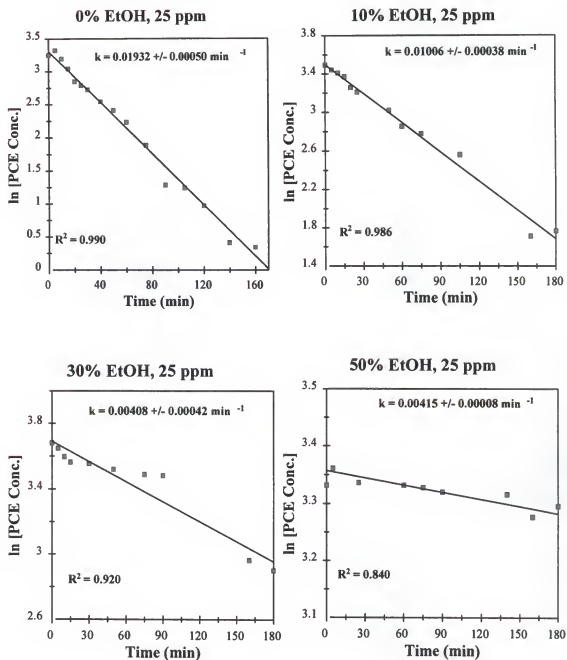 0% EtOH, 25 ppm
k = 0.01932 +/- 0.00050 min -1
ln [PCE Conc.]
3.5
3
2.5
2
1.5
1
0.5
0
R2 = 0.990
0 20 40 60 80 100 120 140 160
Time (min)
10% EtOH, 25 ppm
k = 0.01006 +/- 0.00038 min -1
ln [PCE Conc.]
3.8
3.4
3
2.6
2.2
1.8
1.4
R2 = 0.986
0 30 60 90 120 150 180
Time (min)
30% EtOH, 25 ppm
k = 0.00408 +/- 0.00042 min -1
ln [PCE Conc.]
3.8
3.4
3
2.6
R2 = 0.920
0 30 60 90 120 150 180
Time (min)
50% EtOH, 25 ppm
k = 0.00415 +/- 0.00008 min -1
ln [PCE Conc.]
3.5
3.4
3.3
3.2
3.1
R2 = 0.840
0 30 60 90 120 150 180
Time (min)